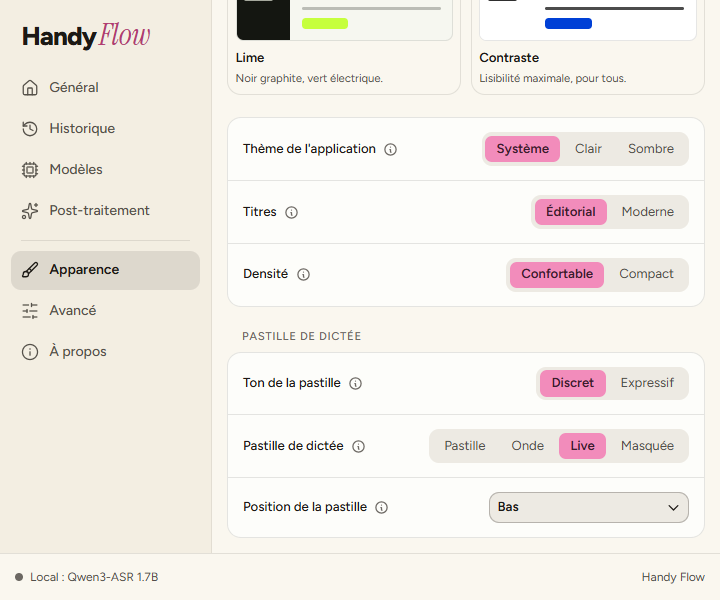 Handy Flow
Général
Historique
Modèles
Post-traitement
Apparence
Avancé
À propos
Lime
Noir graphite, vert électrique.
Contraste
Lisibilité maximale, pour tous.
Thème de l'application
Système Clair Sombre
Titres
Éditorial Moderne
Densité
Confortable Compact
PASTILLE DE DICTÉE
Ton de la pastille
Discret Expressif
Pastille de dictée
Pastille Onde Live Masquée
Position de la pastille
Bas
Local : Qwen3-ASR 1.7B
Handy Flow